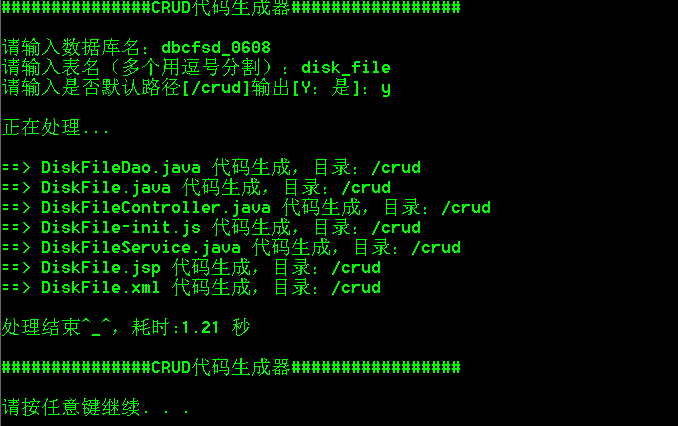 ###############CRUD代码生成器#################
请输入数据库名：dbcfsd_0608
请输入表名（多个用逗号分割）：disk_file
请输入是否默认路径[/crud]输出[Y：是]：y
正在处理...
==> DiskFileDao.java 代码生成，目录：/crud
==> DiskFile.java 代码生成，目录：/crud
==> DiskFileController.java 代码生成，目录：/crud
==> DiskFile-init.js 代码生成，目录：/crud
==> DiskFileService.java 代码生成，目录：/crud
==> DiskFile.jsp 代码生成，目录：/crud
==> DiskFile.xml 代码生成，目录：/crud
处理结束^_^，耗时:1.21 秒
###############CRUD代码生成器#################
请按任意键继续. . .